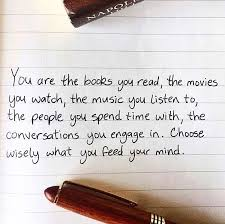 NAPOL
You are the books you read, the movies
you watch, the music you listen to,
the people you spend time with, the
conversations you engage in. Choose
wisely what you feed your mind.